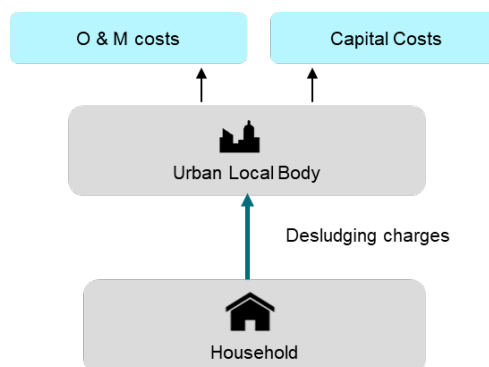 O & M costs
Capital Costs
Urban Local Body
Desludging charges
Household